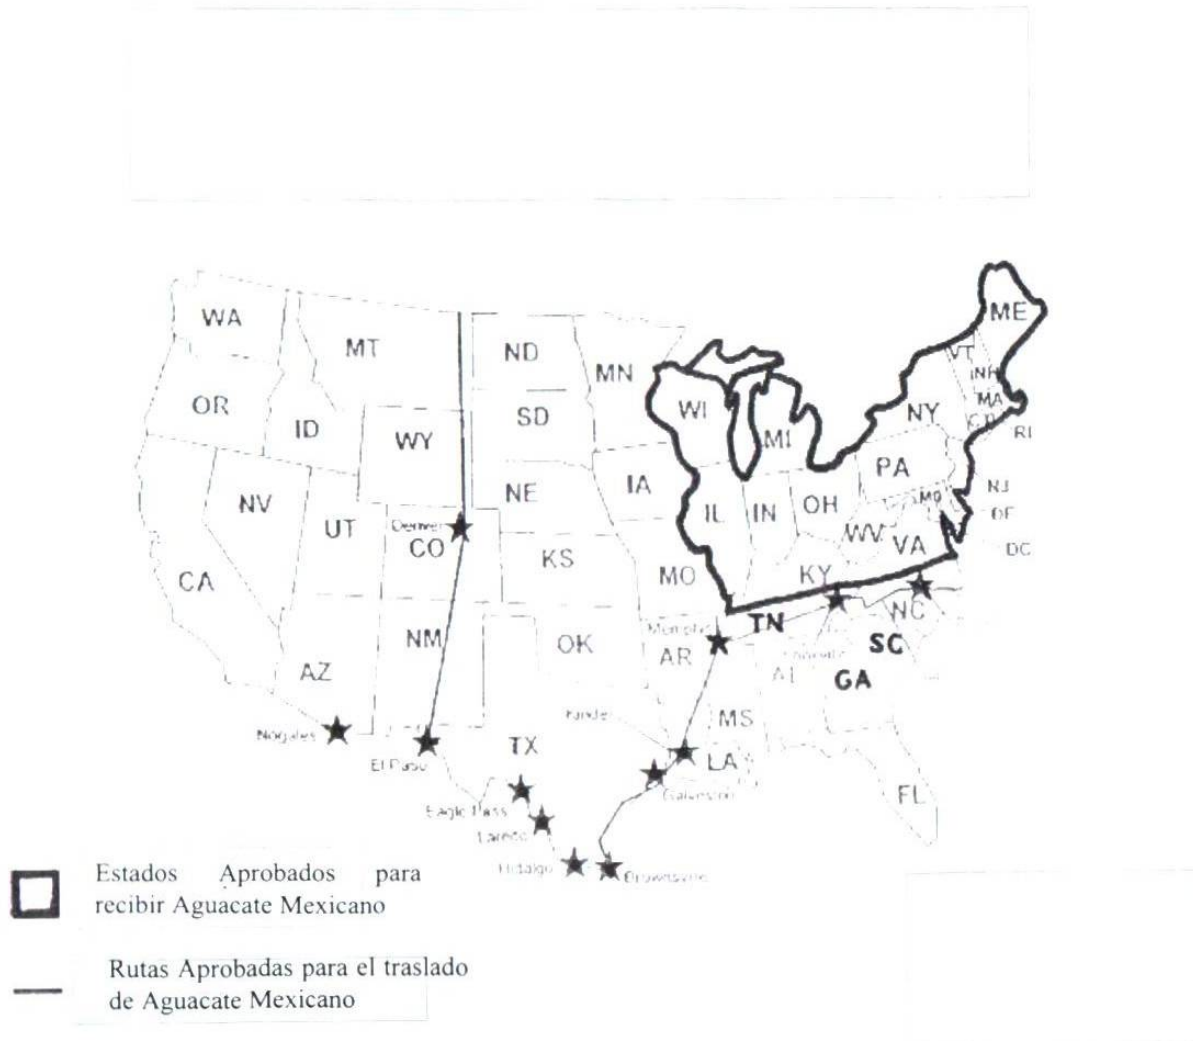 WA
MT
ND
MN
ME
VT
NH
OR
ID
WY
SD
WI
MI
NY
MA
CT
RI
NV
UT
NE
IA
IL
IN
OH
PA
MD
NJ
DE
Denver
CO
KS
MO
KY
WV
VA
DC
CA
AZ
NM
OK
Memphis
AR
TN
NC
SC
GA
AL
MS
Nogales
El Paso
TX
LA
Galveston
FL
Eagle Pass
Laredo
Hidalgo
Brownsville
Estados Aprobados para
recibir Aguacate Mexicano
Rutas Aprobadas para el traslado
de Aguacate Mexicano